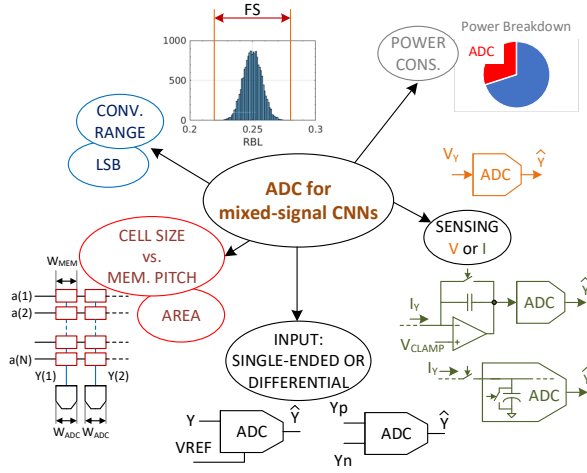 FS
1000
500
0
0.2
0.25
0.3
RBL
POWER
CONS.
Power Breakdown
ADC
CONV.
RANGE
LSB
ADC for
mixed-signal CNNs
V_Y
ADC
Ŷ
SENSING
V or I
CELL SIZE
vs.
MEM. PITCH
AREA
W_MEM
a(1)
a(2)
a(N)
Y(1)
Y(2)
W_ADC
W_ADC
INPUT:
SINGLE-ENDED OR
DIFFERENTIAL
I_Y
V_CLAMP
-
+
ADC
Ŷ
I_Y
ADC
Ŷ
Y
VREF
ADC
Ŷ
Yp
Yn
ADC
Ŷ